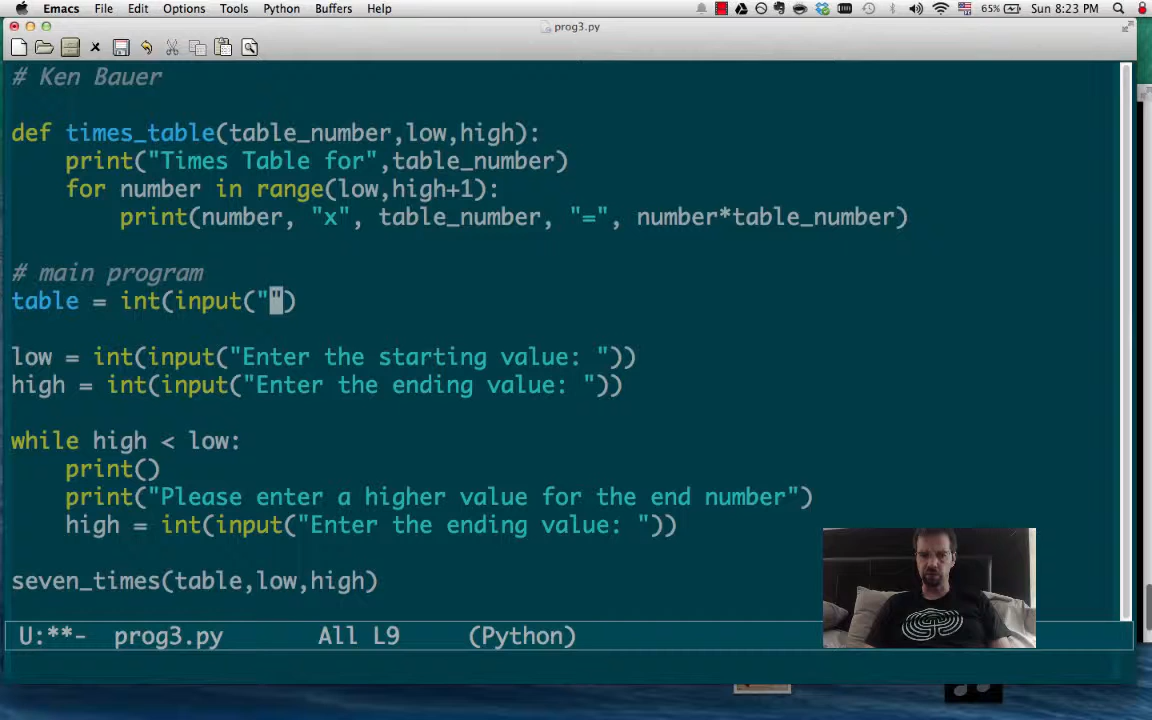 Emacs File Edit Options Tools Python Buffers Help 65% Sun 8:23 PM
prog3.py
# Ken Bauer
def times_table(table_number,low,high):
print("Times Table for",table_number)
for number in range(low,high+1):
print(number, "x", table_number, "=", number*table_number)
# main program
table = int(input("")
low = int(input("Enter the starting value: "))
high = int(input("Enter the ending value: "))
while high < low:
print()
print("Please enter a higher value for the end number")
high = int(input("Enter the ending value: "))
seven_times(table,low,high)
U:**- prog3.py All L9 (Python)